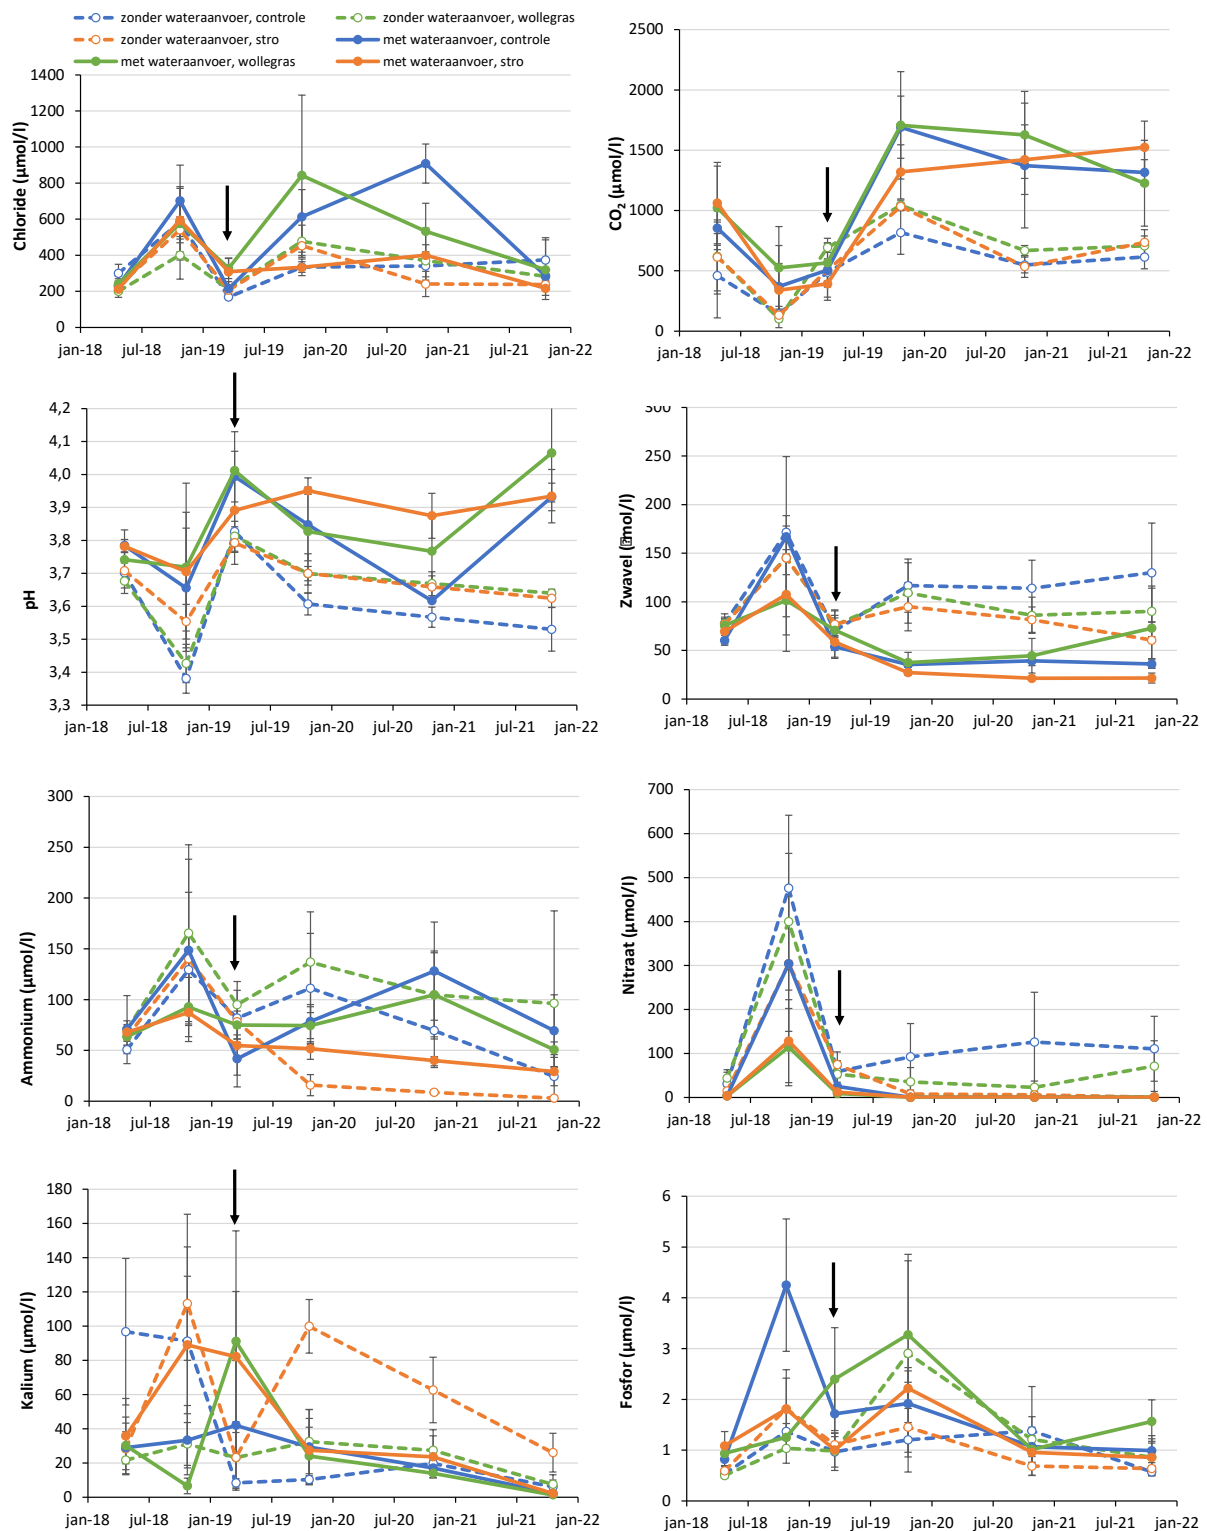 zonder wateraanvoer, controle
zonder wateraanvoer, wollegras
zonder wateraanvoer, stro
met wateraanvoer, controle
met wateraanvoer, wollegras
met wateraanvoer, stro
Chloride (µmol/l)
1400
1200
1000
800
600
400
200
0
jan-18 jul-18 jan-19 jul-19 jan-20 jul-20 jan-21 jul-21 jan-22
CO₂ (µmol/l)
2500
2000
1500
1000
500
0
jan-18 jul-18 jan-19 jul-19 jan-20 jul-20 jan-21 jul-21 jan-22
pH
4,2
4,1
4,0
3,9
3,8
3,7
3,6
3,5
3,4
3,3
jan-18 jul-18 jan-19 jul-19 jan-20 jul-20 jan-21 jul-21 jan-22
Zwavel (▯mol/l)
300
250
200
150
100
50
0
jan-18 jul-18 jan-19 jul-19 jan-20 jul-20 jan-21 jul-21 jan-22
Ammonium (µmol/l)
300
250
200
150
100
50
0
jan-18 jul-18 jan-19 jul-19 jan-20 jul-20 jan-21 jul-21 jan-22
Nitraat (µmol/l)
700
600
500
400
300
200
100
0
jan-18 jul-18 jan-19 jul-19 jan-20 jul-20 jan-21 jul-21 jan-22
Kalium (µmol/l)
180
160
140
120
100
80
60
40
20
0
jan-18 jul-18 jan-19 jul-19 jan-20 jul-20 jan-21 jul-21 jan-22
Fosfor (µmol/l)
6
5
4
3
2
1
0
jan-18 jul-18 jan-19 jul-19 jan-20 jul-20 jan-21 jul-21 jan-22